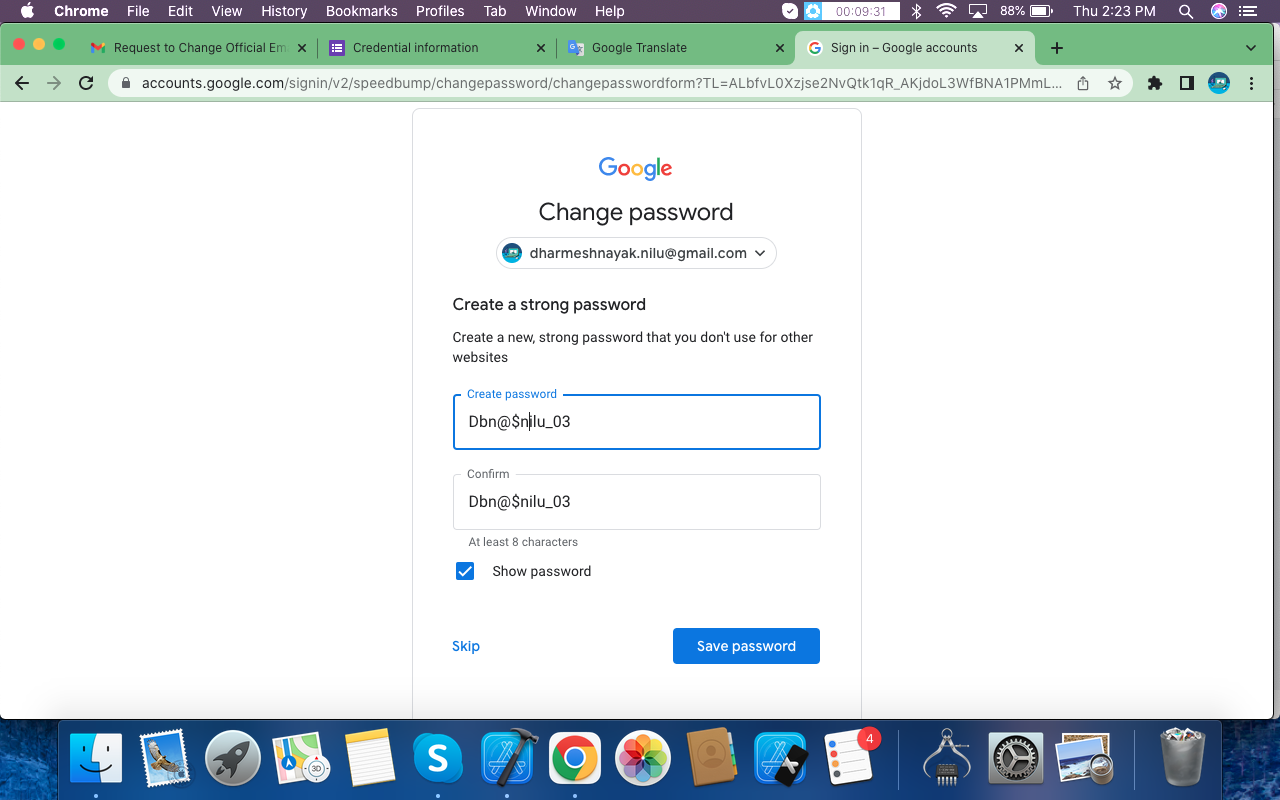 Chrome File Edit View History Bookmarks Profiles Tab Window Help 00:09:31 88% Thu 2:23 PM
Request to Change Official Em
Credential information
Google Translate
Sign in – Google accounts
accounts.google.com/signin/v2/speedbump/changepassword/changepasswordform?TL=ALbfvL0Xzjse2NvQtk1qR_AKjdoL3WfBNA1PMmL...
Google
Change password
dharmeshnayak.nilu@gmail.com
Create a strong password
Create a new, strong password that you don't use for other
websites
Create password
Dbn@$nilu_03
Confirm
Dbn@$nilu_03
At least 8 characters
Show password
Skip
Save password
3D
S
4